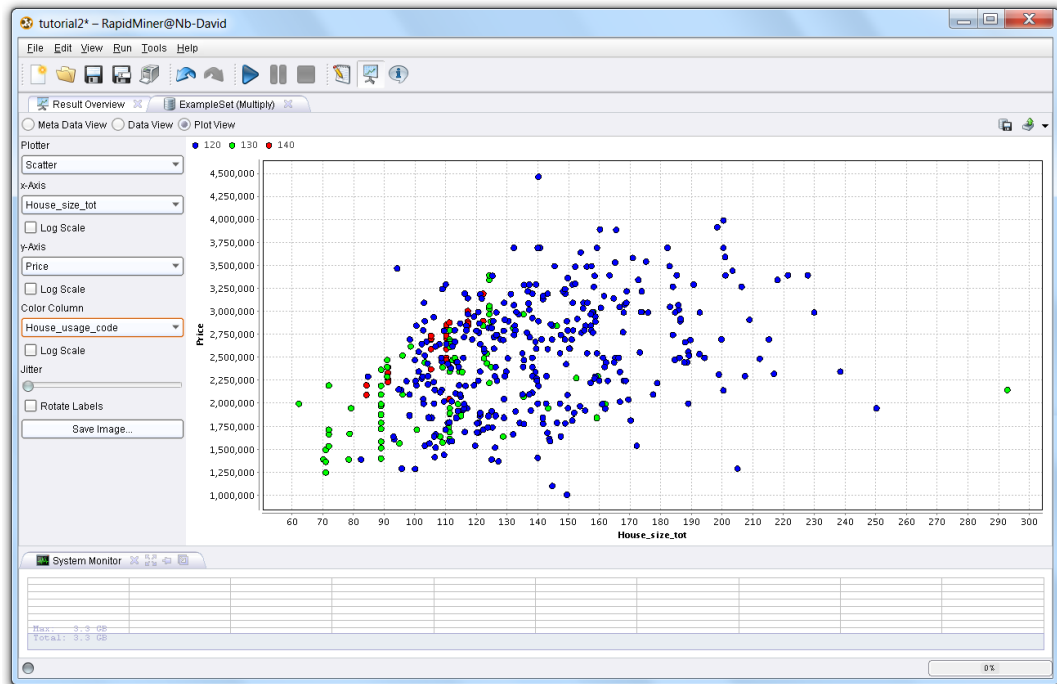 tutorial2* – RapidMiner@Nb-David
File Edit View Run Tools Help
Result Overview ExampleSet (Multiply)
Meta Data View Data View Plot View
Plotter
Scatter
x-Axis
House_size_tot
Log Scale
y-Axis
Price
Log Scale
Color Column
House_usage_code
Log Scale
Jitter
Rotate Labels
Save Image...
120 130 140
4,500,000
4,250,000
4,000,000
3,750,000
3,500,000
3,250,000
3,000,000
2,750,000
2,500,000
2,250,000
2,000,000
1,750,000
1,500,000
1,250,000
1,000,000
Price
60 70 80 90 100 110 120 130 140 150 160 170 180 190 200 210 220 230 240 250 260 270 280 290 300
House_size_tot
System Monitor
Max. 3.3 GB
Total: 3.3 GB
0%